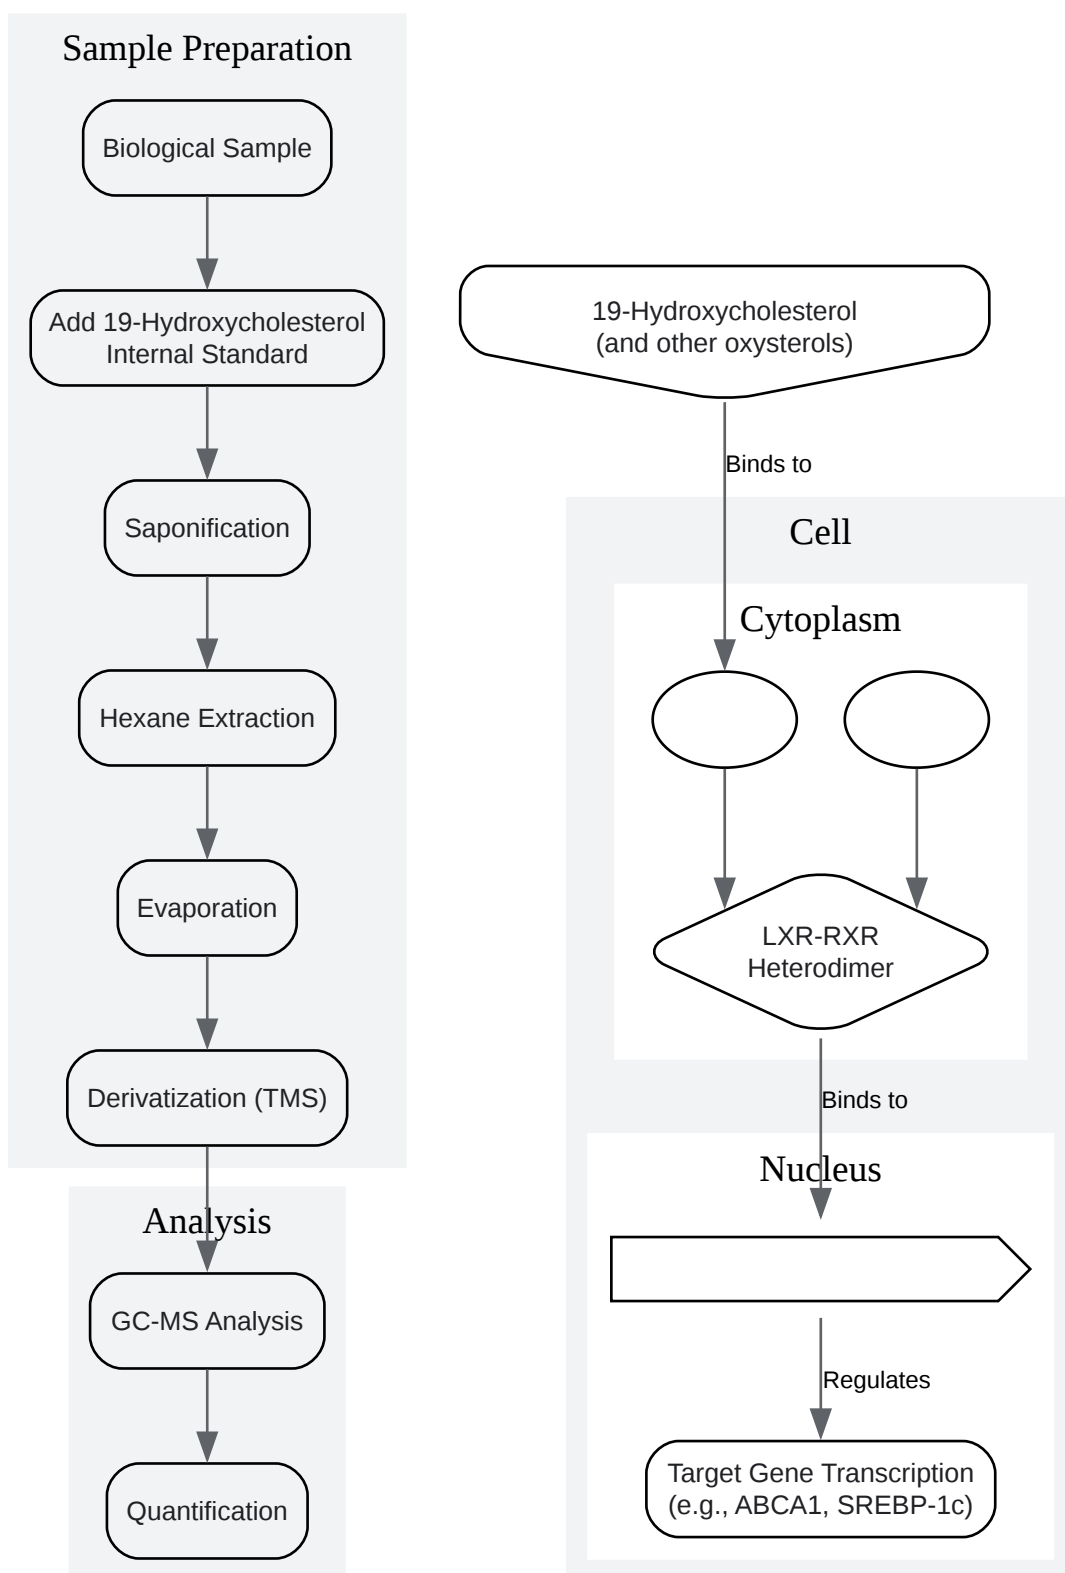 Sample Preparation
Biological Sample
Add 19-Hydroxycholesterol
Internal Standard
Saponification
Hexane Extraction
Evaporation
Derivatization (TMS)
Analysis
GC-MS Analysis
Quantification
19-Hydroxycholesterol
(and other oxysterols)
Binds to
Cell
Cytoplasm
LXR-RXR
Heterodimer
Binds to
Nucleus
Regulates
Target Gene Transcription
(e.g., ABCA1, SREBP-1c)